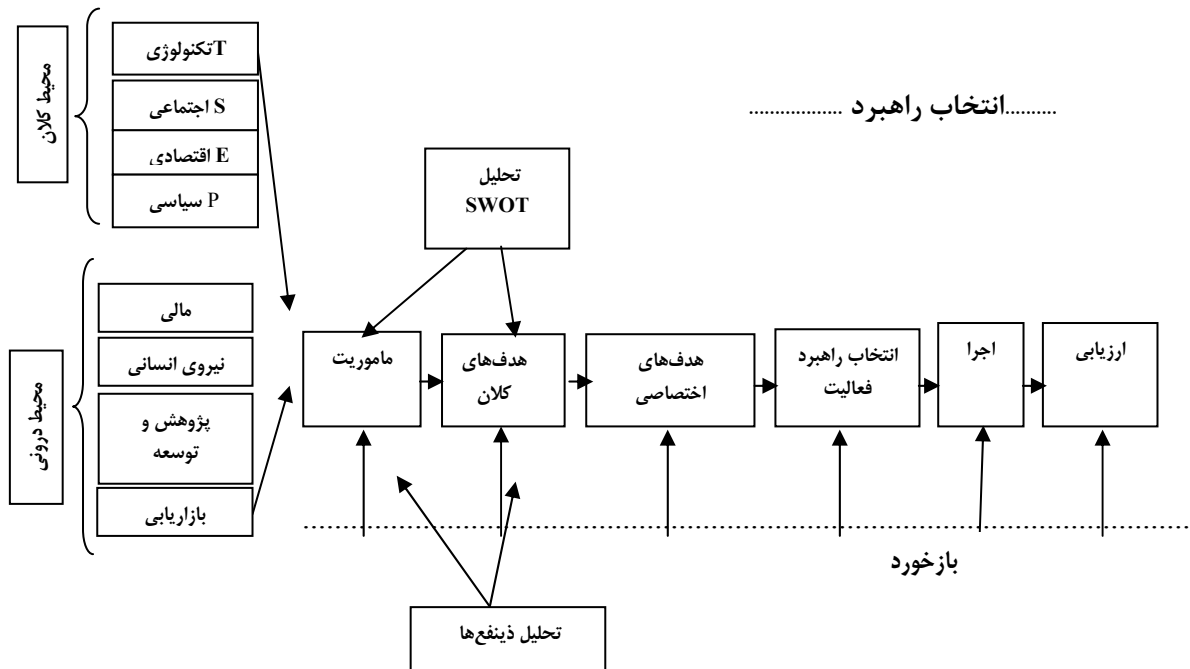 محیط کلان
Tتکنولوژی
S اجتماعی
E اقتصادی
P سیاسی
..........انتخاب راهبرد .................
تحلیل
SWOT
محیط درونی
مالی
نیروی انسانی
پژوهش و
توسعه
بازاریابی
ماموریت
هدف‌های
کلان
هدف‌های
اختصاصی
انتخاب راهبرد
فعالیت
اجرا
ارزیابی
بازخورد
تحلیل ذینفع‌ها